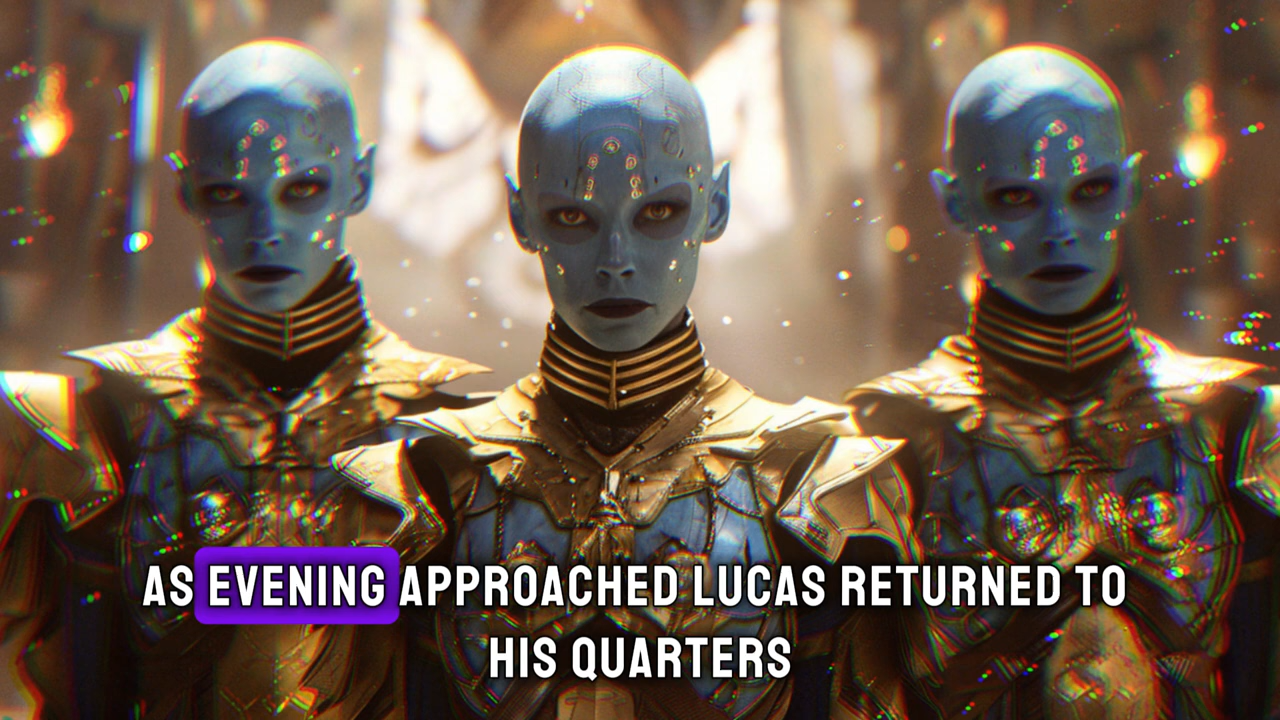 AS EVENING APPROACHED LUCAS RETURNED TO
HIS QUARTERS